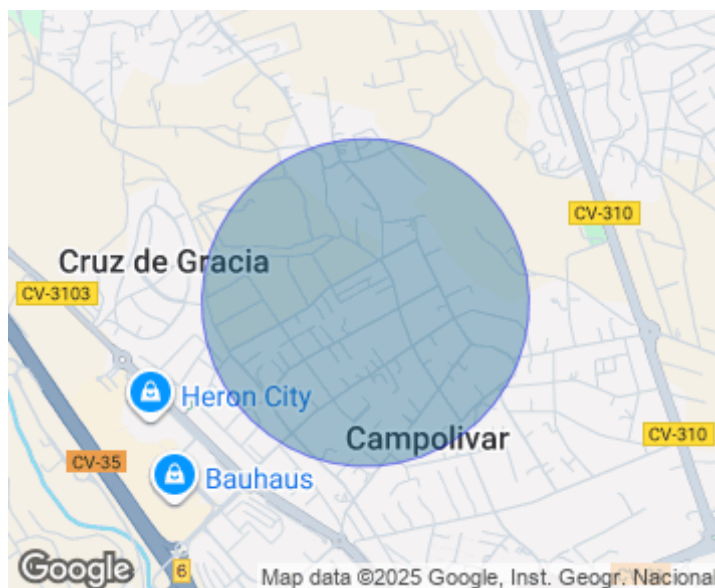 CV-310
Cruz de Gracia
CV-3103
Heron City
Campolivar
CV-310
CV-35
Bauhaus
6
Google
Map data ©2025 Google, Inst. Geogr. Nacional